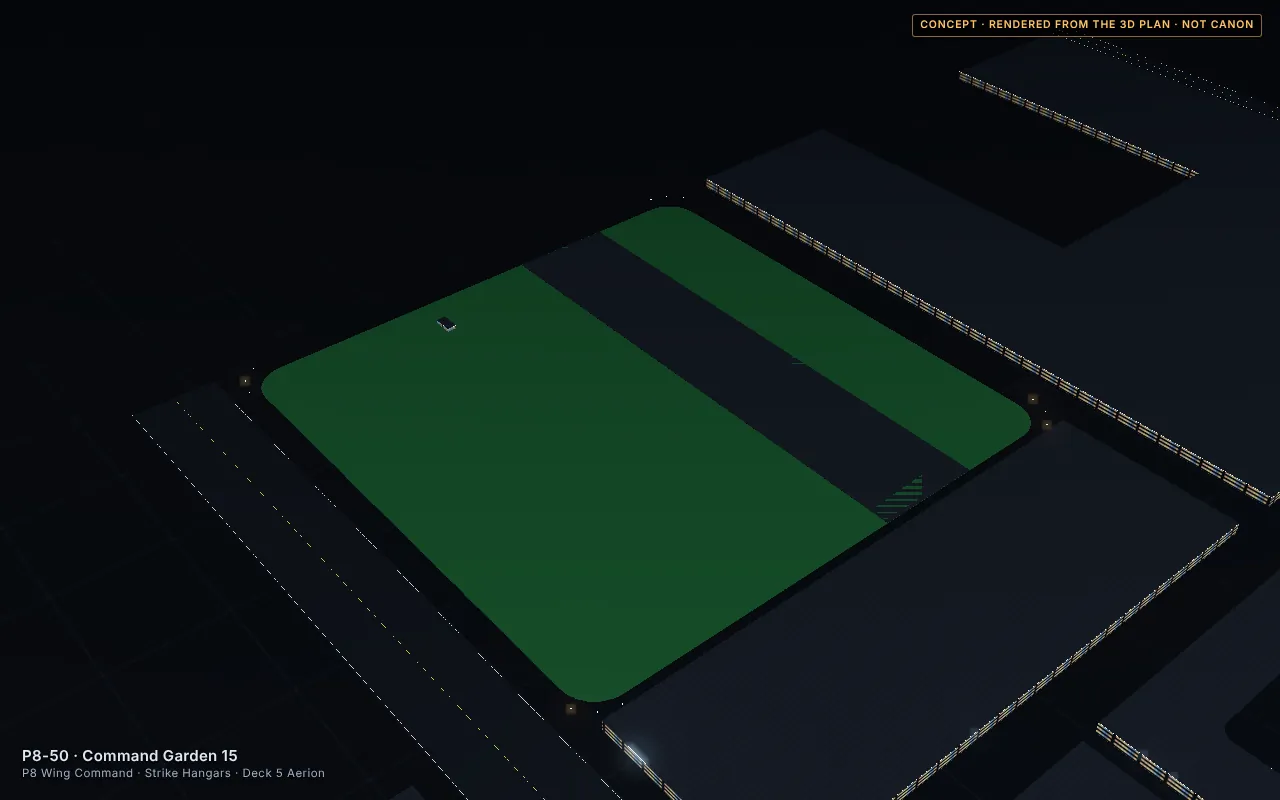 CONCEPT · RENDERED FROM THE 3D PLAN · NOT CANON
P8-50 · Command Garden 15
P8 Wing Command · Strike Hangars · Deck 5 Aerion